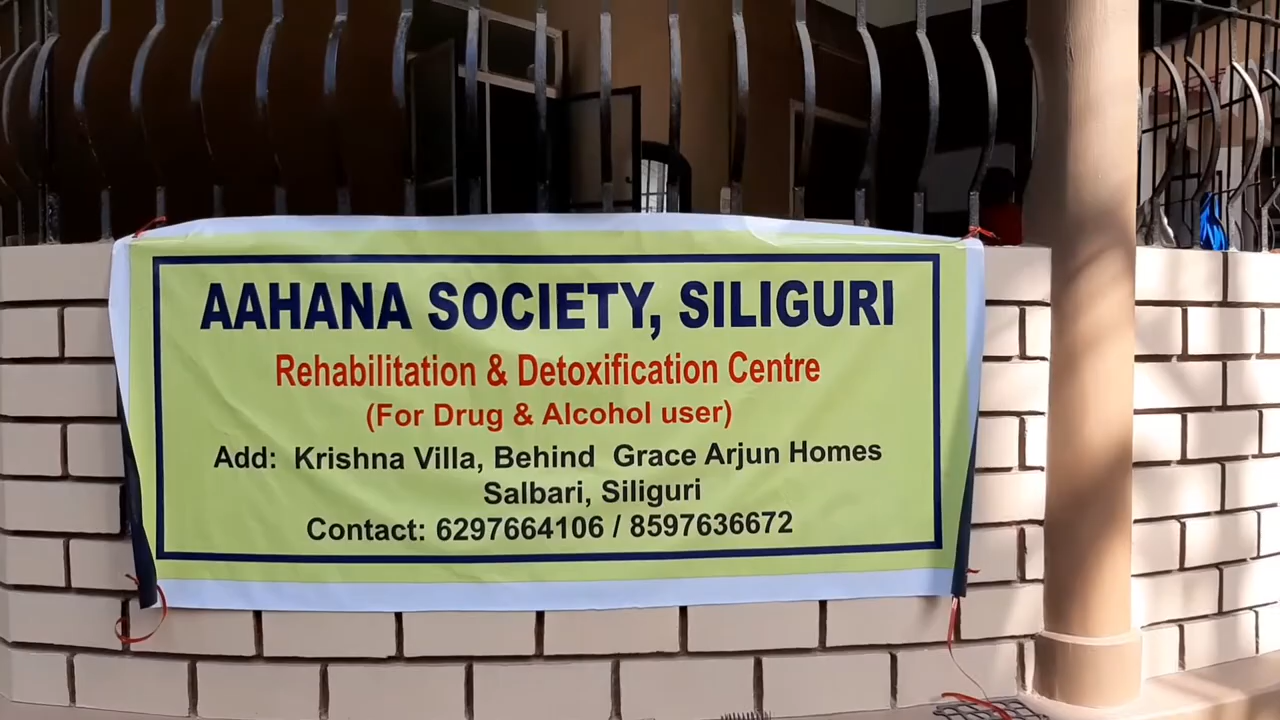 AAHANA SOCIETY, SILIGURI
Rehabilitation & Detoxification Centre
(For Drug & Alcohol user)
Add: Krishna Villa, Behind Grace Arjun Homes
Salbari, Siliguri
Contact: 6297664106 / 8597636672